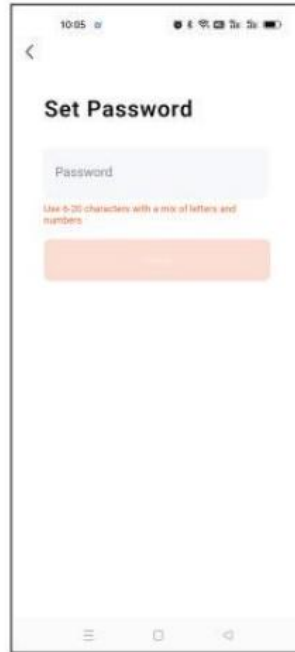 10:05
Set Password
Password
Use 6-20 characters with a mix of letters and
numbers